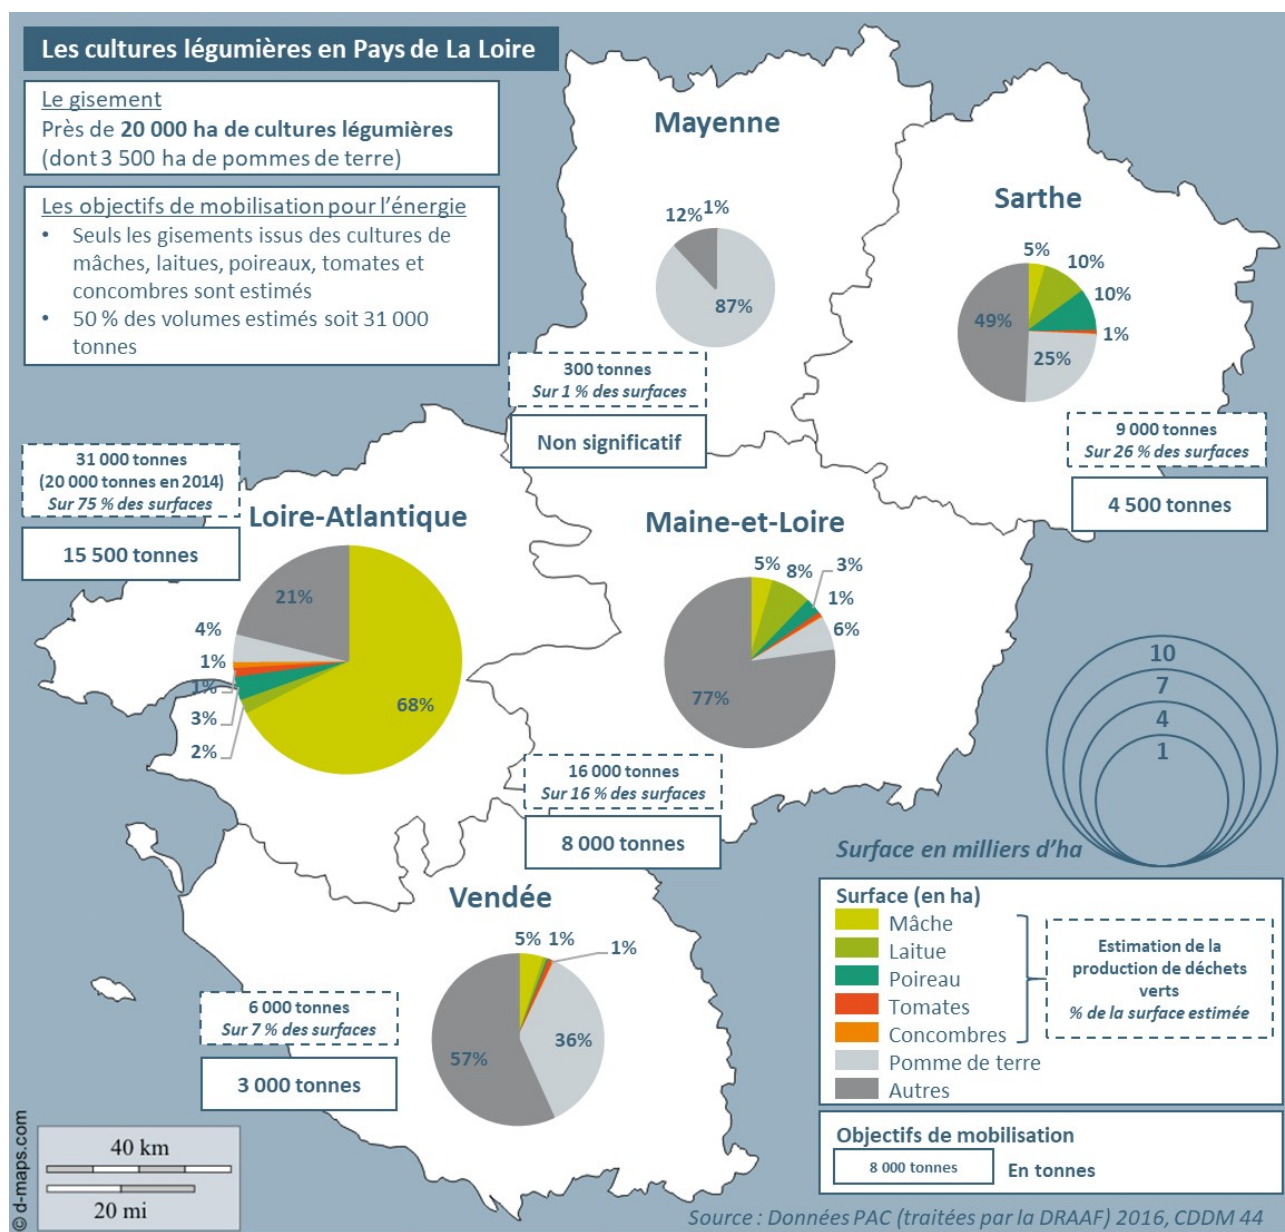 Les cultures légumières en Pays de La Loire
Le gisement
Près de 20 000 ha de cultures légumières
(dont 3 500 ha de pommes de terre)
Les objectifs de mobilisation pour l'énergie
• Seuls les gisements issus des cultures de
mâches, laitues, poireaux, tomates et
concombres sont estimés
• 50 % des volumes estimés soit 31 000
tonnes
Mayenne
12%
1%
87%
300 tonnes
Sur 1 % des surfaces
Non significatif
Sarthe
5%
10%
10%
1%
25%
49%
9 000 tonnes
Sur 26 % des surfaces
4 500 tonnes
31 000 tonnes
(20 000 tonnes en 2014)
Sur 75 % des surfaces
15 500 tonnes
Loire-Atlantique
21%
4%
1%
1%
3%
2%
68%
Maine-et-Loire
5%
8%
3%
1%
6%
77%
16 000 tonnes
Sur 16 % des surfaces
8 000 tonnes
Vendée
5%
1%
1%
36%
57%
6 000 tonnes
Sur 7 % des surfaces
3 000 tonnes
10
7
4
1
Surface en milliers d'ha
Surface (en ha)
Mâche
Laitue
Poireau
Tomates
Concombres
Pomme de terre
Autres
Estimation de la
production de déchets
verts
% de la surface estimée
Objectifs de mobilisation
8 000 tonnes
En tonnes
40 km
20 mi
© d-maps.com
Source : Données PAC (traitées par la DRAAF) 2016, CDDM 44